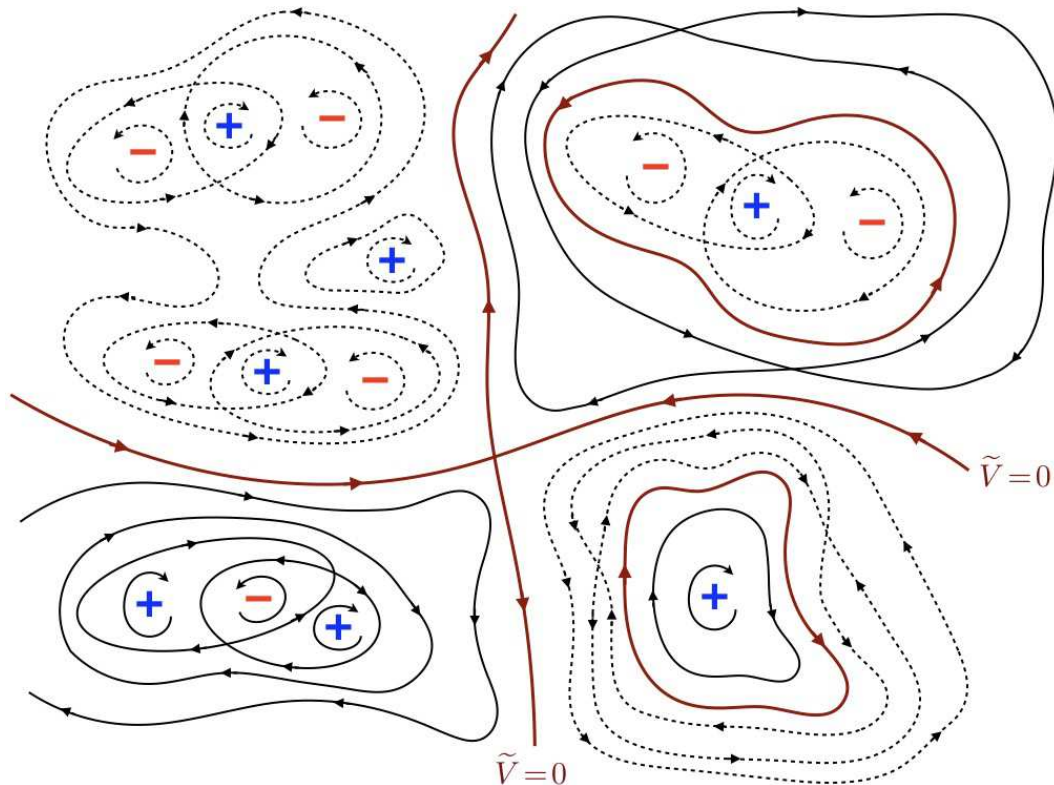 Ṽ = 0
Ṽ = 0